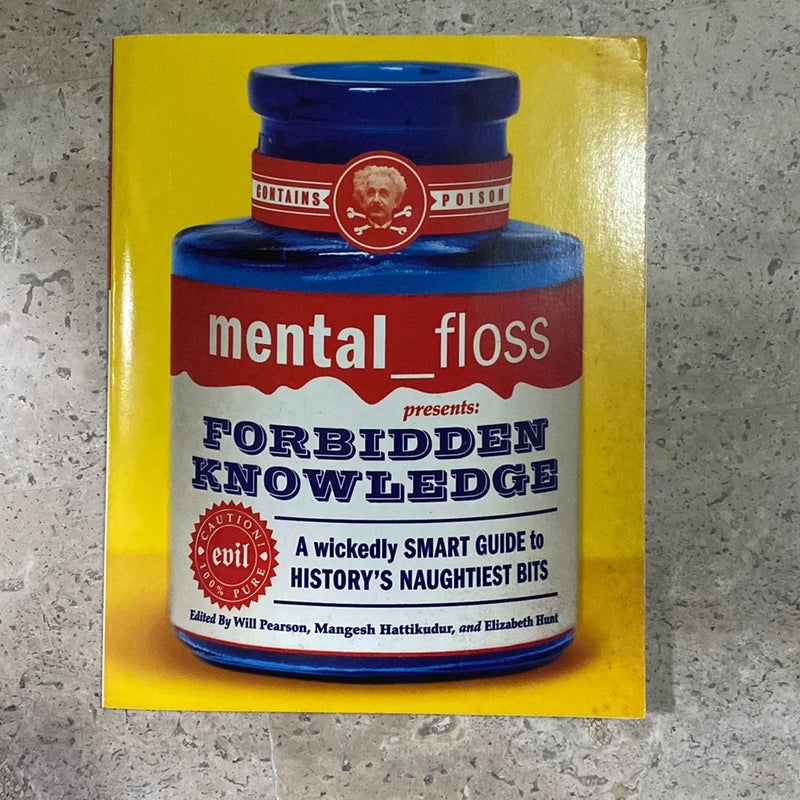 CONTAINS POISON
mental_floss
presents:
FORBIDDEN
KNOWLEDGE
CAUTION!
evil
100% PURE
A wickedly SMART GUIDE to
HISTORY'S NAUGHTIEST BITS
Edited By Will Pearson, Mangesh Hattikudur, and Elizabeth Hunt